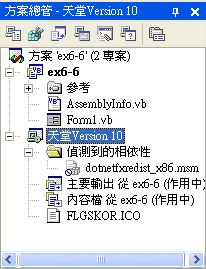 方案總管 - 天堂Version 10
方案 'ex6-6' (2 專案)
ex6-6
參考
AssemblyInfo.vb
Form1.vb
天堂Version 10
偵測到的相依性
dotnetfxredist_x86.msm
主要輸出 從 ex6-6 (作用中)
內容檔 從 ex6-6 (作用中)
FLGSKOR.ICO